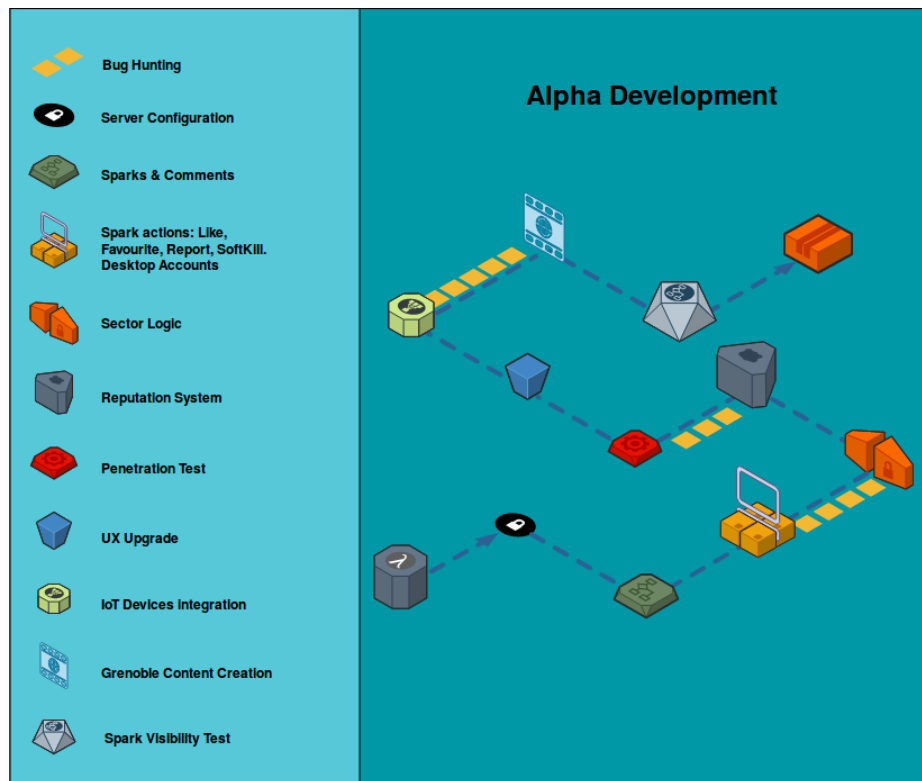 Bug Hunting
Server Configuration
Sparks & Comments
Spark actions: Like,
Favourite, Report, SoftKill.
Desktop Accounts
Sector Logic
Reputation System
Penetration Test
UX Upgrade
IoT Devices integration
Grenoble Content Creation
Spark Visibility Test
Alpha Development
λ